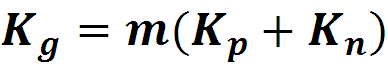 K_g = m(K_p + K_n)